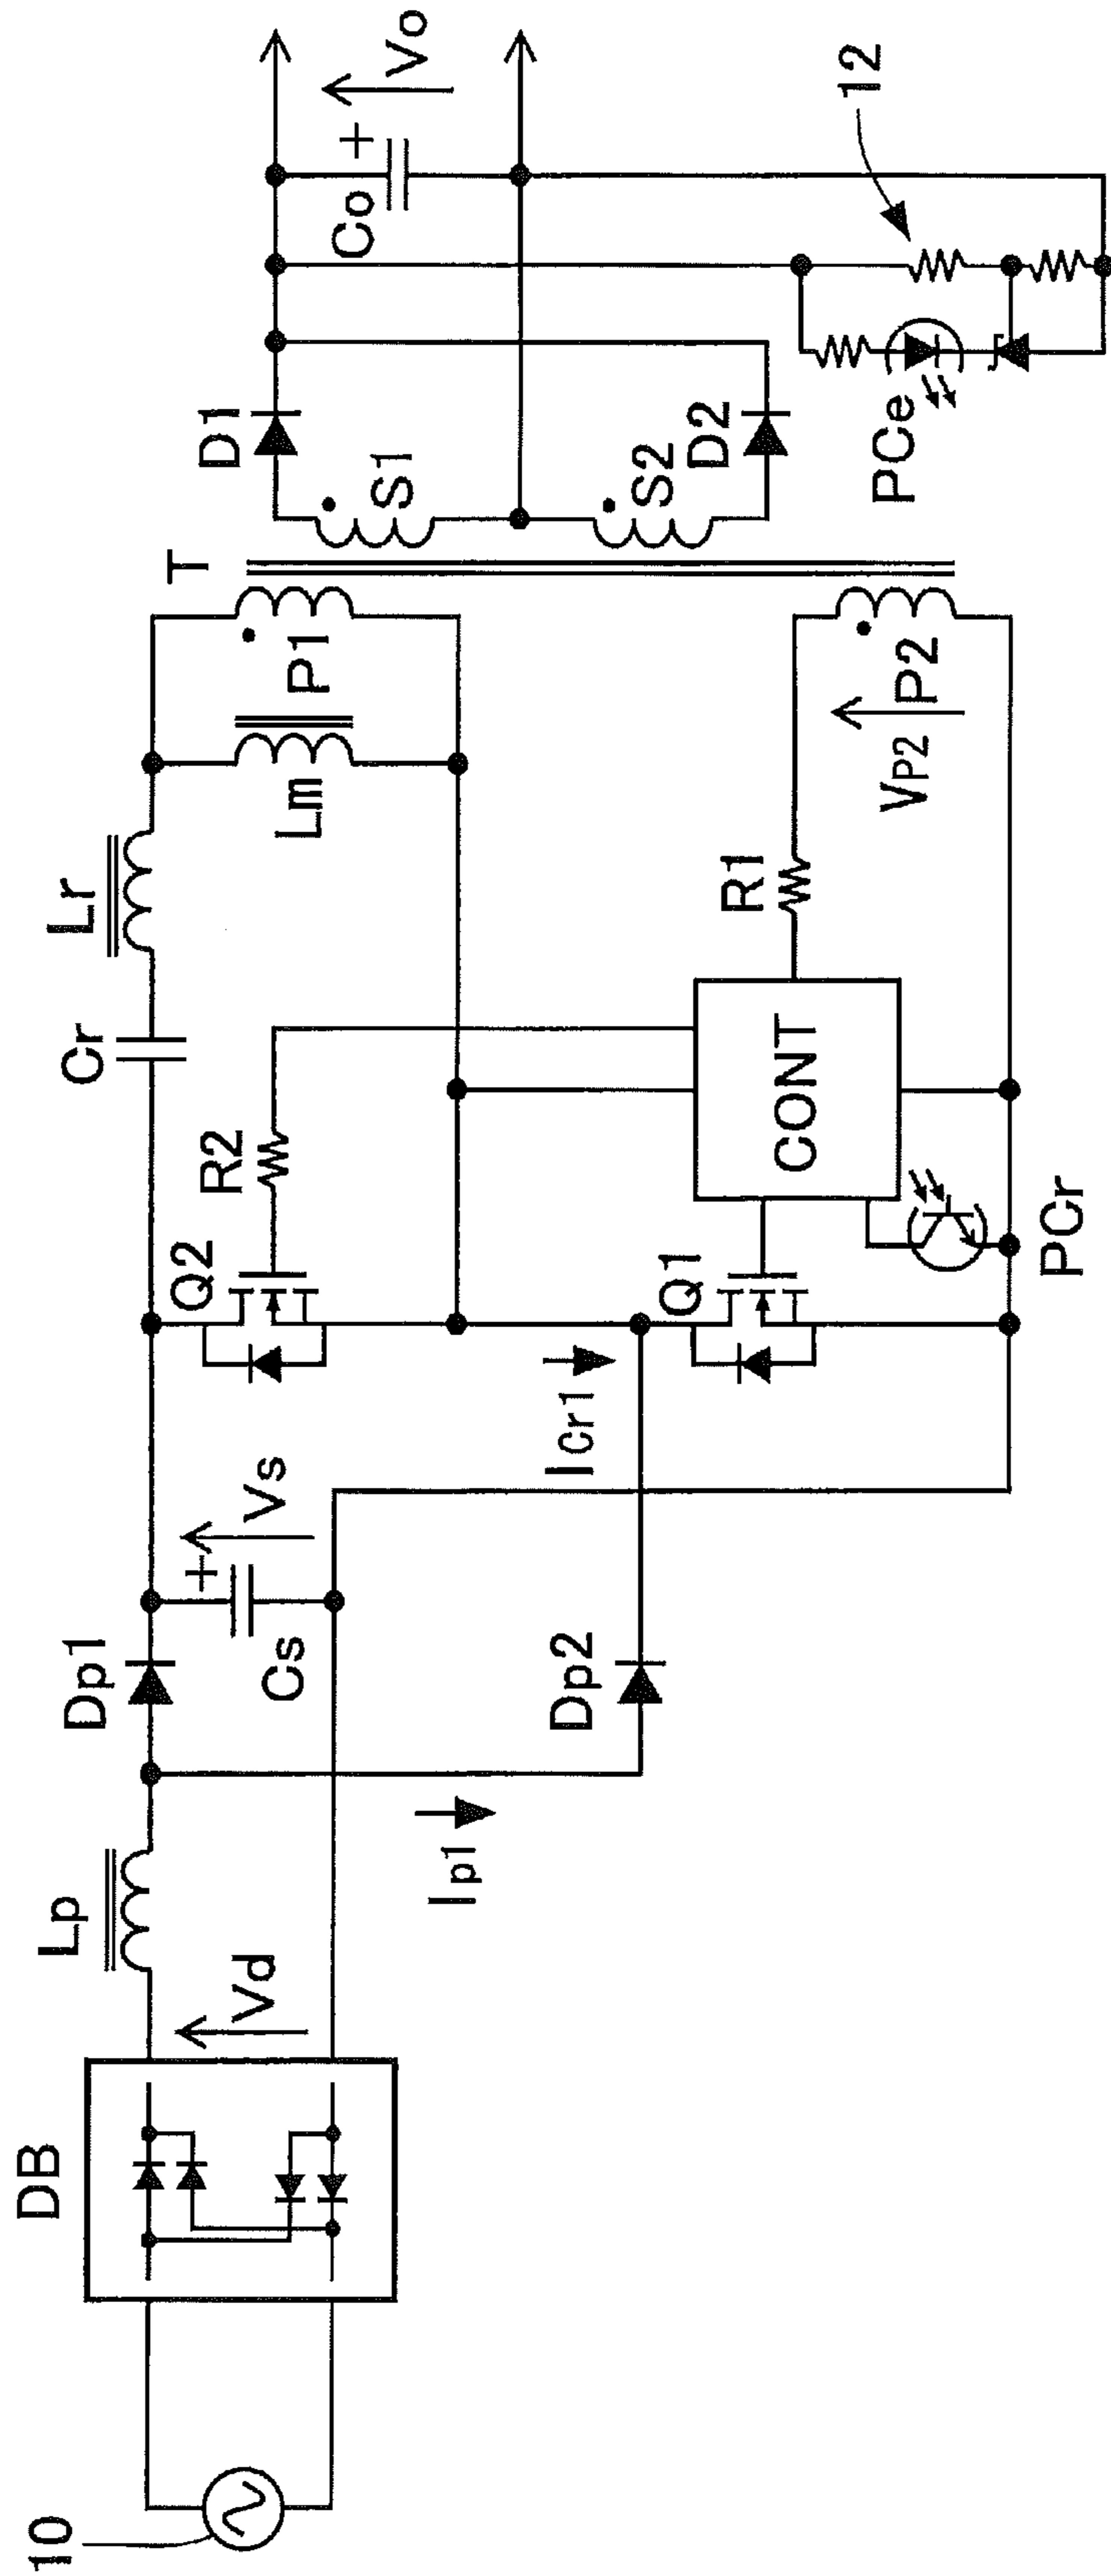 10
DB
Vd
Lp
Ip1
Dp1
Cs
+
Vs
Dp2
ICr1
Q2
R2
Q1
PCr
CONT
Cr
Lr
R1
Lm
P1
T
VP2
P2
S1
S2
D1
D2
PCe
Co
+
Vo
12